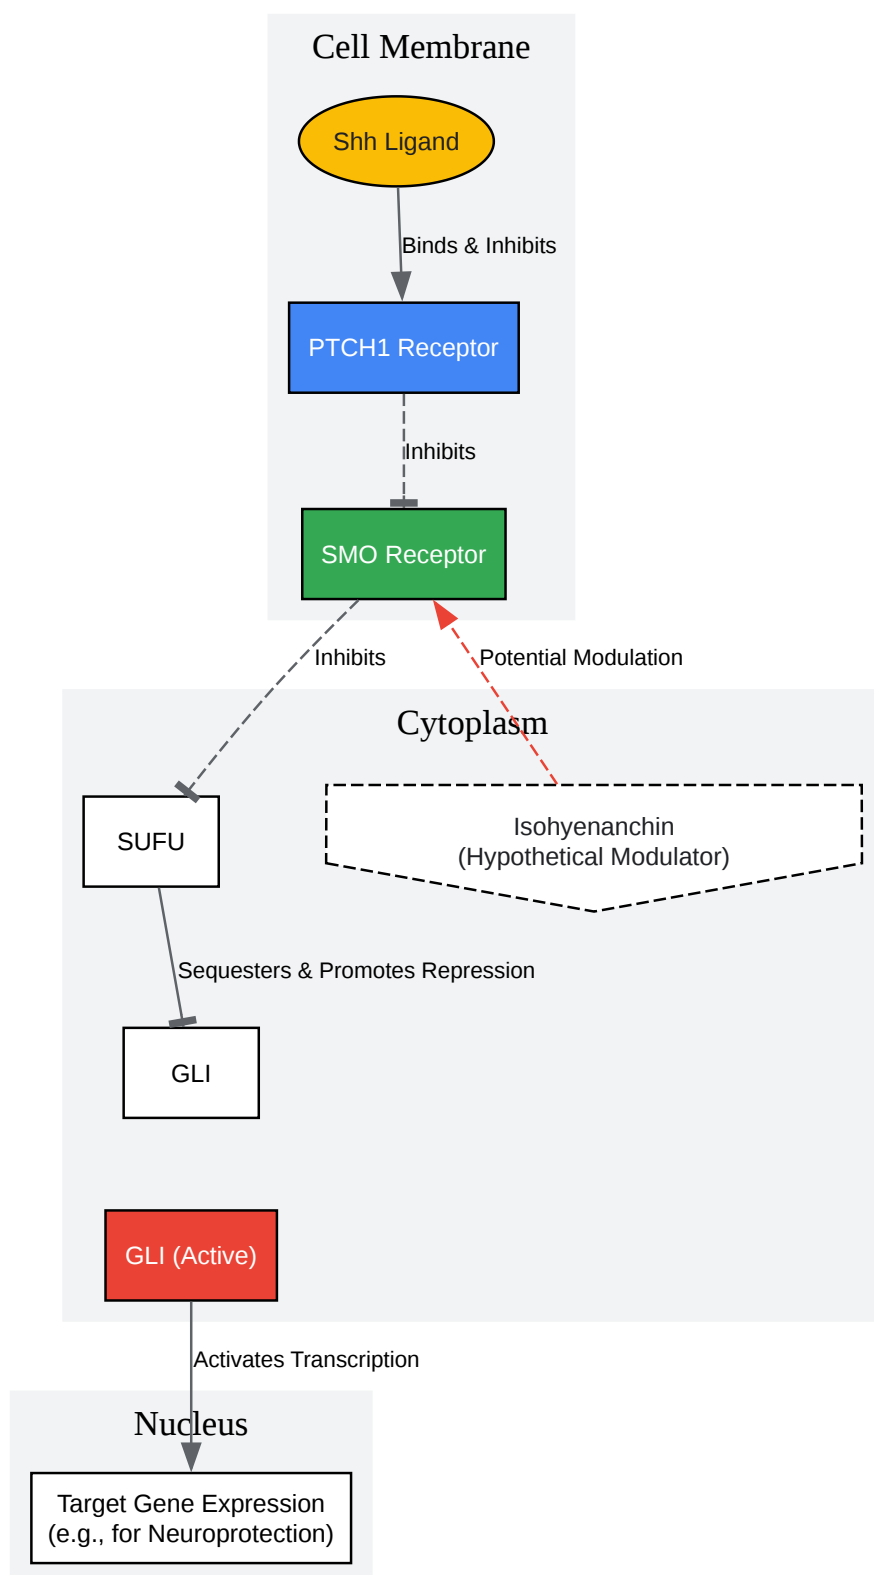 Cell Membrane
Shh Ligand
Binds & Inhibits
PTCH1 Receptor
Inhibits
SMO Receptor
Inhibits
Potential Modulation
Cytoplasm
SUFU
Isohyenanchin
(Hypothetical Modulator)
Sequesters & Promotes Repression
GLI
GLI (Active)
Activates Transcription
Nucleus
Target Gene Expression
(e.g., for Neuroprotection)